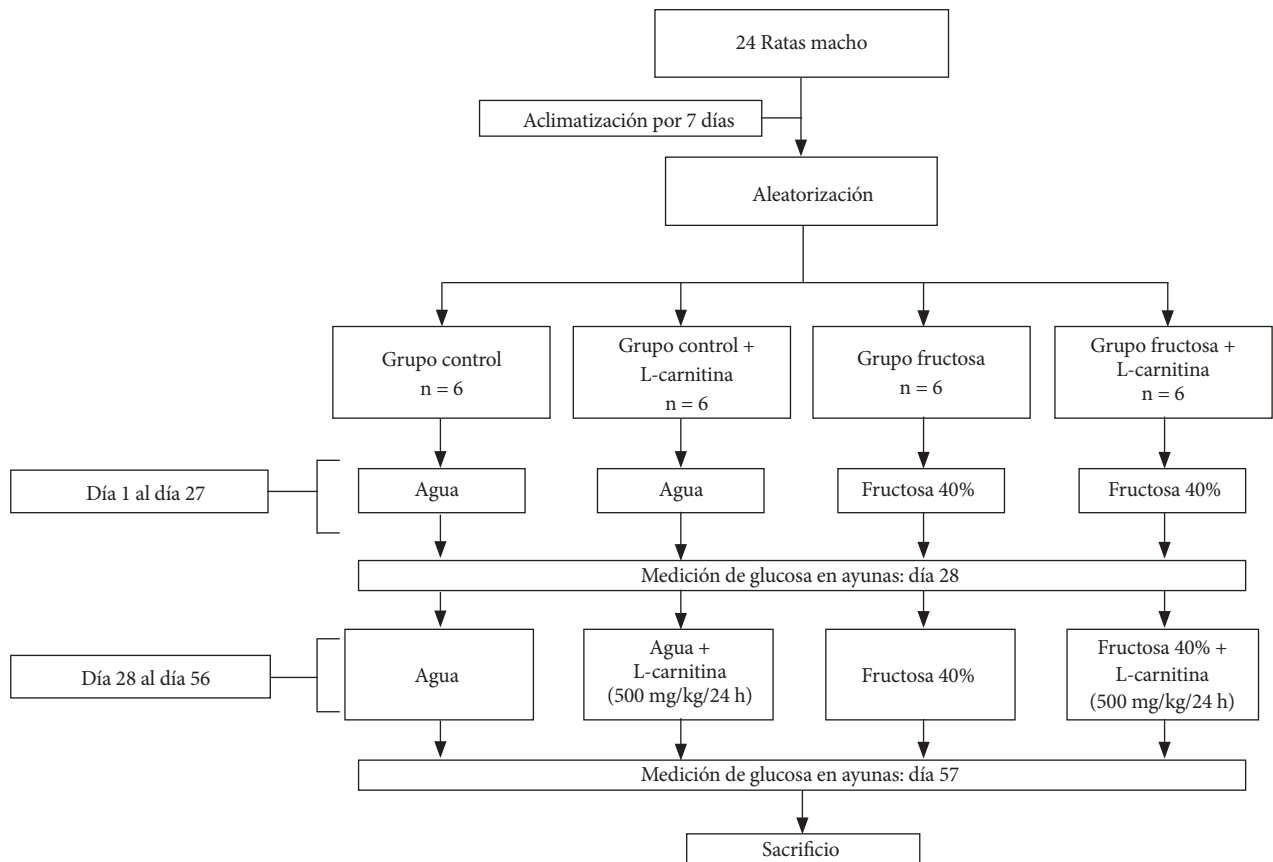 24 Ratas macho
Aclimatización por 7 días
Aleatorización
Grupo control
n = 6
Grupo control +
L-carnitina
n = 6
Grupo fructosa
n = 6
Grupo fructosa +
L-carnitina
n = 6
Día 1 al día 27
Agua
Agua
Fructosa 40%
Fructosa 40%
Medición de glucosa en ayunas: día 28
Día 28 al día 56
Agua
Agua +
L-carnitina
(500 mg/kg/24 h)
Fructosa 40%
Fructosa 40% +
L-carnitina
(500 mg/kg/24 h)
Medición de glucosa en ayunas: día 57
Sacrificio